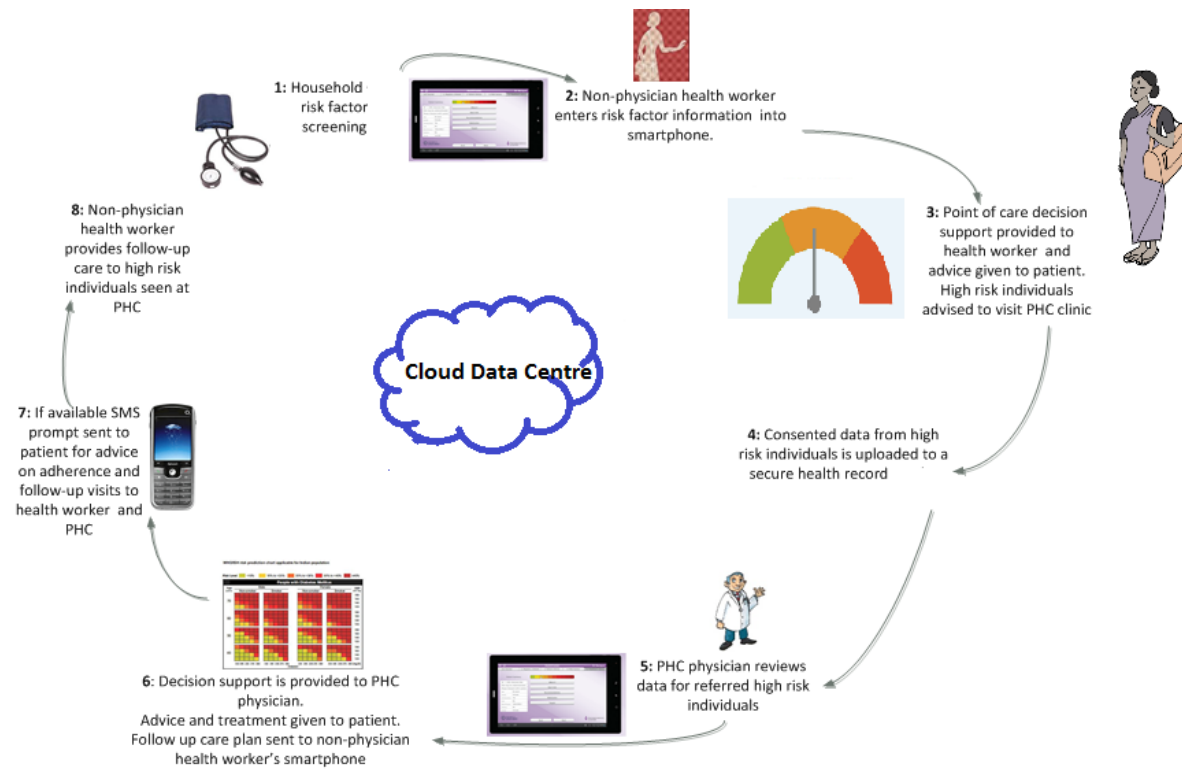 1: Household
risk factor
screening
2: Non-physician health worker
enters risk factor information into
smartphone.
3: Point of care decision
support provided to
health worker and
advice given to patient.
High risk individuals
advised to visit PHC clinic
Cloud Data Centre
4: Consented data from high
risk individuals is uploaded to a
secure health record
5: PHC physician reviews
data for referred high risk
individuals
People with Diabetes Mellitus
6: Decision support is provided to PHC
physician.
Advice and treatment given to patient.
Follow up care plan sent to non-physician
health worker's smartphone
7: If available SMS
prompt sent to
patient for advice
on adherence and
follow-up visits to
health worker and
PHC
8: Non-physician
health worker
provides follow-up
care to high risk
individuals seen at
PHC